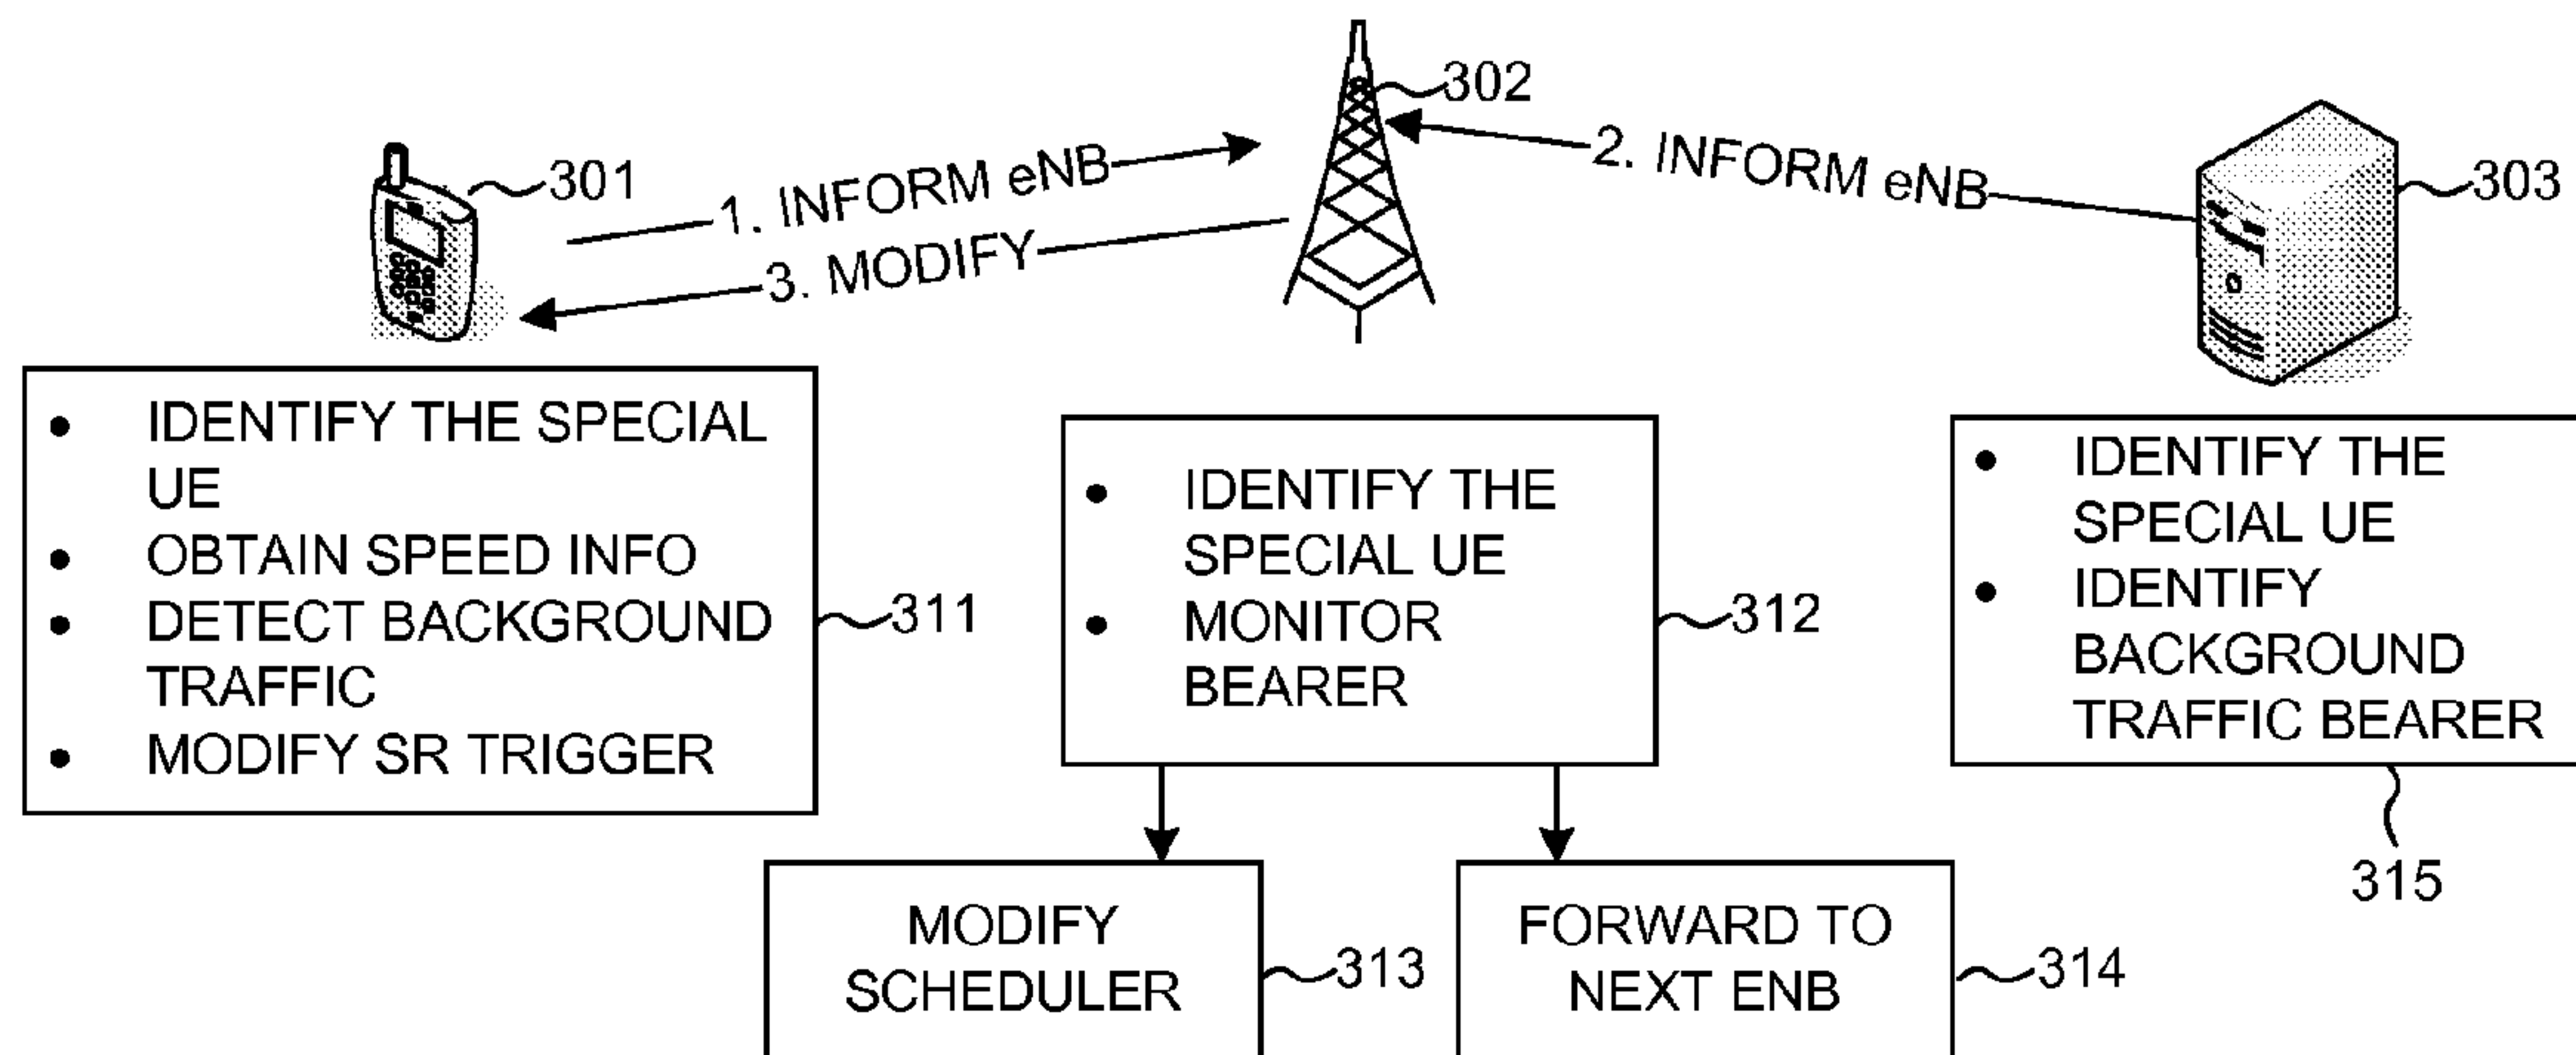 302
301
1. INFORM eNB
2. INFORM eNB
303
3. MODIFY
• IDENTIFY THE SPECIAL
UE
• OBTAIN SPEED INFO
• DETECT BACKGROUND
TRAFFIC
• MODIFY SR TRIGGER
311
• IDENTIFY THE
SPECIAL UE
• MONITOR
BEARER
312
• IDENTIFY THE
SPECIAL UE
• IDENTIFY
BACKGROUND
TRAFFIC BEARER
315
MODIFY
SCHEDULER
313
FORWARD TO
NEXT ENB
314